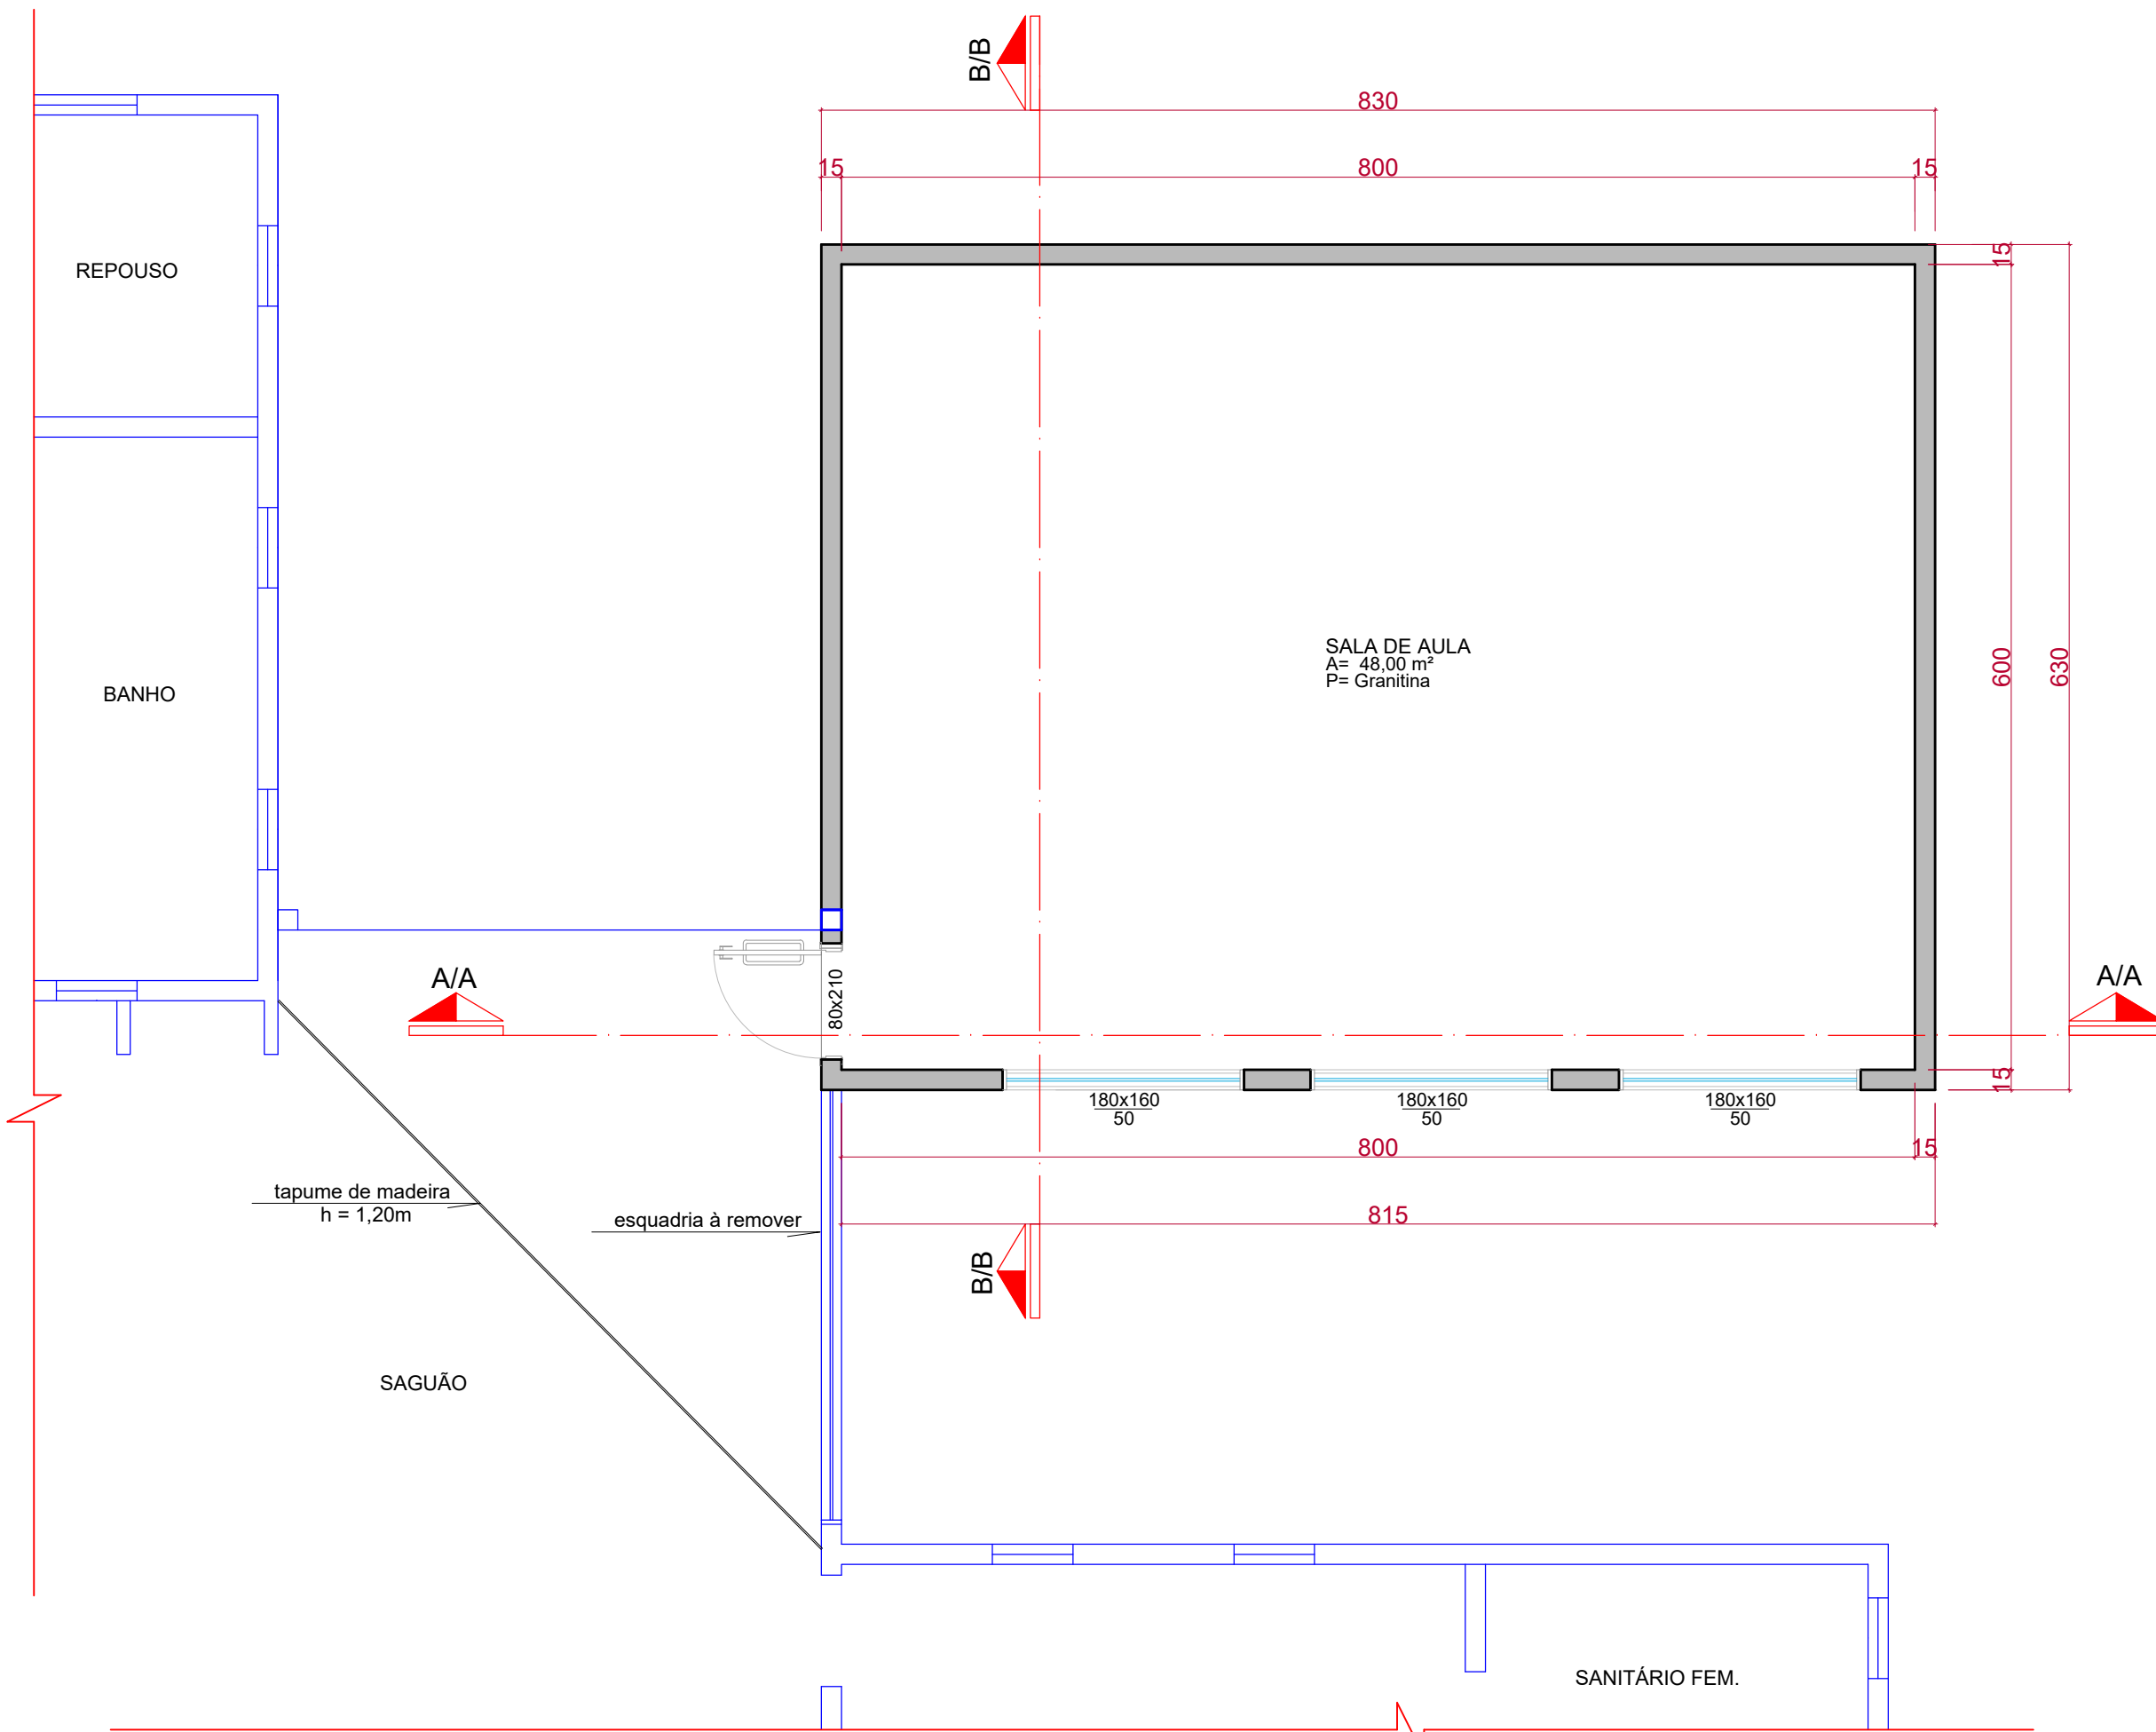 B/B
830
15
800
15
15
REPOUSO
SALA DE AULA
A= 48,00 m²
P= Granitina
600
630
BANHO
A/A
80x210
A/A
15
180x160
50
180x160
50
180x160
50
800
15
tapume de madeira
h = 1,20m
esquadria à remover
815
B/B
SAGUÃO
SANITÁRIO FEM.